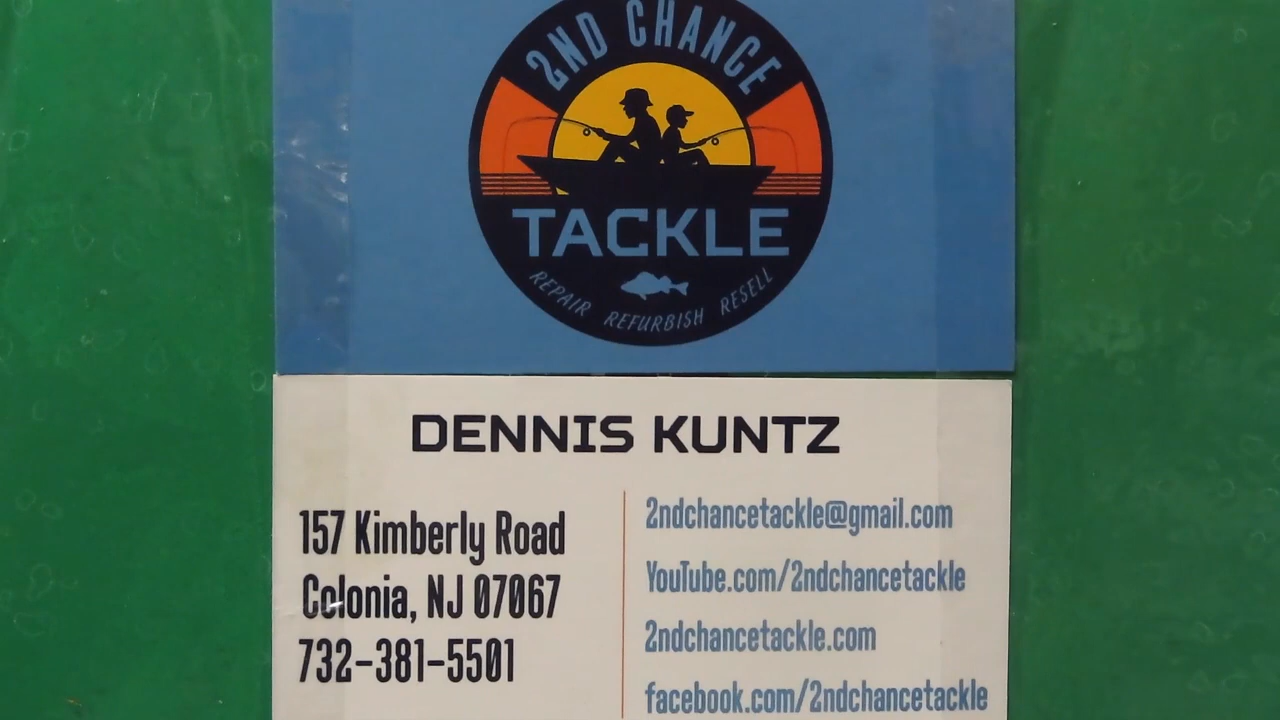 2ND CHANCE
TACKLE
REPAIR REFURBISH RESELL
DENNIS KUNTZ
157 Kimberly Road
Colonia, NJ 07067
732-381-5501
2ndchancetackle@gmail.com
YouTube.com/2ndchancetackle
2ndchancetackle.com
facebook.com/2ndchancetackle